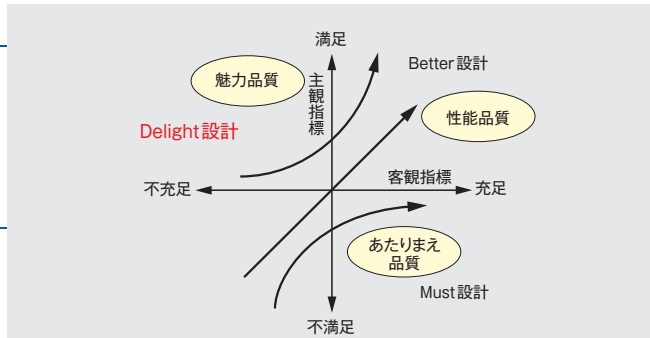 満足
Better設計
魅力品質
主観指標
Delight設計
性能品質
客観指標
不充足
充足
あたりまえ
品質
Must設計
不満足